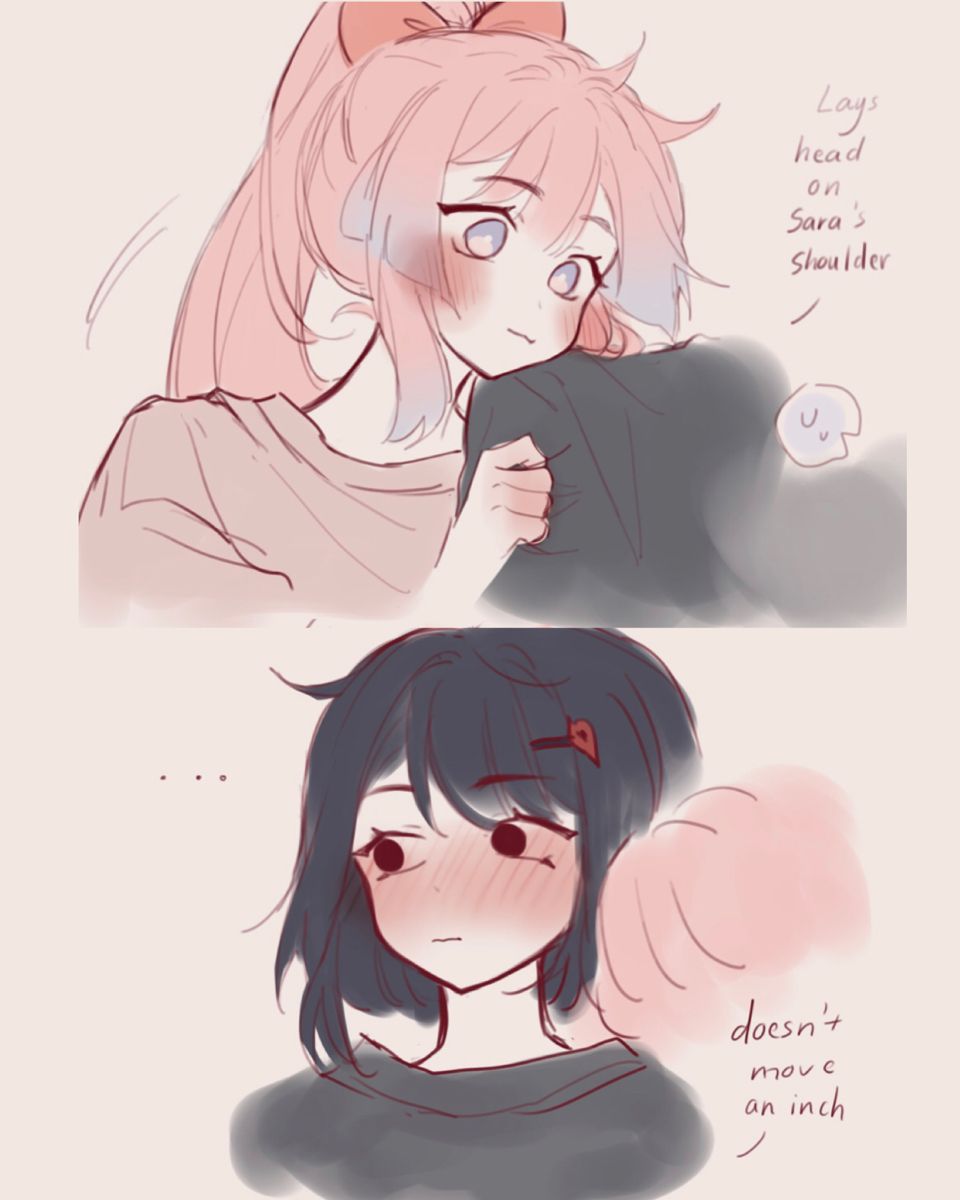 Lays
head
on
Sara's
shoulder
...
doesn't
move
an inch